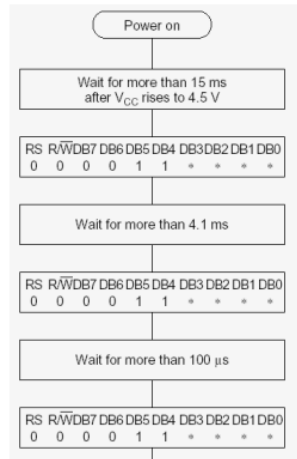 Power on
Wait for more than 15 ms
after VCC rises to 4.5 V
RS R/W̅ DB7 DB6 DB5 DB4 DB3 DB2 DB1 DB0
0 0 0 0 1 1 * * * *
Wait for more than 4.1 ms
RS R/W̅ DB7 DB6 DB5 DB4 DB3 DB2 DB1 DB0
0 0 0 0 1 1 * * * *
Wait for more than 100 μs
RS R/W̅ DB7 DB6 DB5 DB4 DB3 DB2 DB1 DB0
0 0 0 0 1 1 * * * *